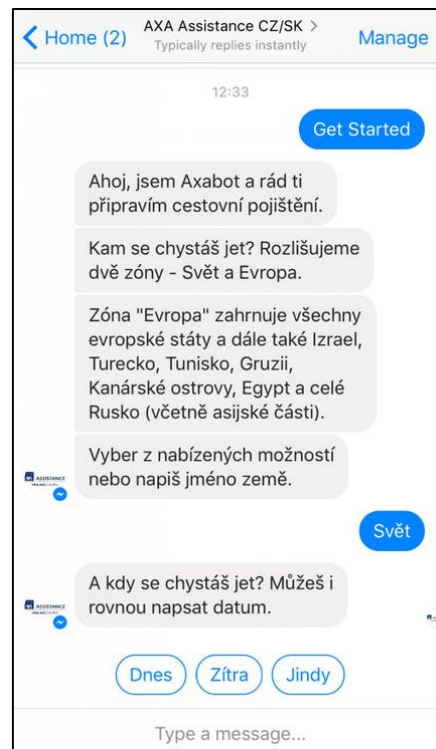 Home (2)
AXA Assistance CZ/SK >
Typically replies instantly
Manage
12:33
Get Started
Ahoj, jsem Axabot a rád ti
připravím cestovní pojištění.
Kam se chystáš jet? Rozlišujeme
dvě zóny - Svět a Evropa.
Zóna "Evropa" zahrnuje všechny
evropské státy a dále také Izrael,
Turecko, Tunisko, Gruzii,
Kanárské ostrovy, Egypt a celé
Rusko (včetně asijské části).
Vyber z nabízených možností
nebo napiš jméno země.
ASSISTANCE
Svět
A kdy se chystáš jet? Můžeš i
rovnou napsat datum.
ASSISTANCE
Dnes
Zítra
Jindy
Type a message...